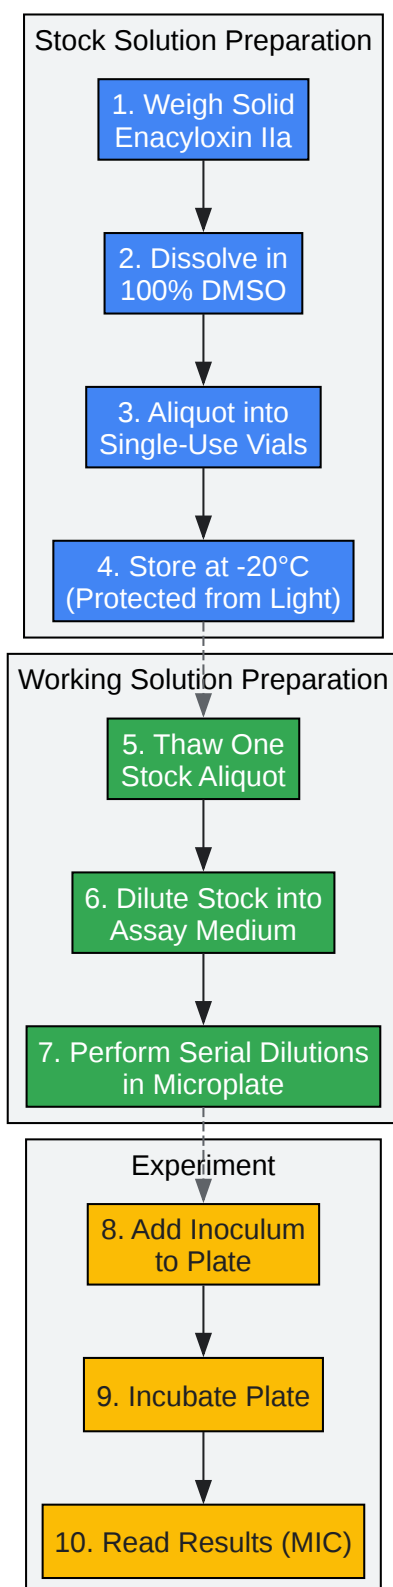 Stock Solution Preparation
1. Weigh Solid
Enacyloxin IIa
2. Dissolve in
100% DMSO
3. Aliquot into
Single-Use Vials
4. Store at -20°C
(Protected from Light)
Working Solution Preparation
5. Thaw One
Stock Aliquot
6. Dilute Stock into
Assay Medium
7. Perform Serial Dilutions
in Microplate
Experiment
8. Add Inoculum
to Plate
9. Incubate Plate
10. Read Results (MIC)